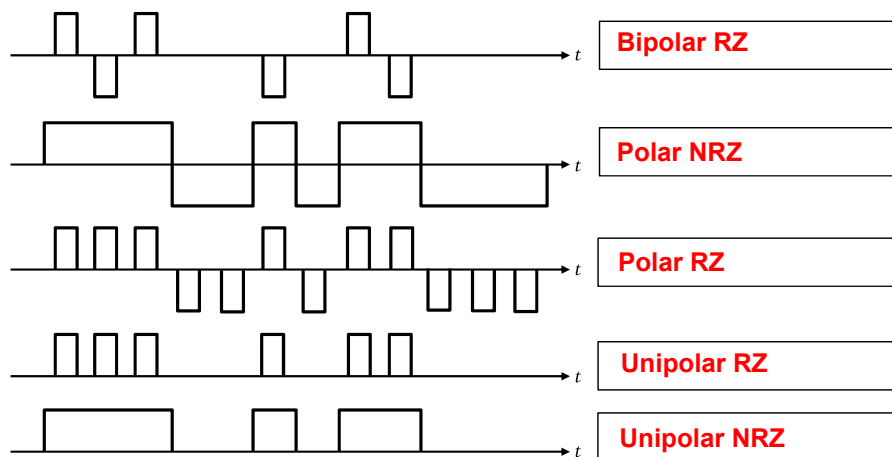 t Bipolar RZ
t Polar NRZ
t Polar RZ
t Unipolar RZ
t Unipolar NRZ